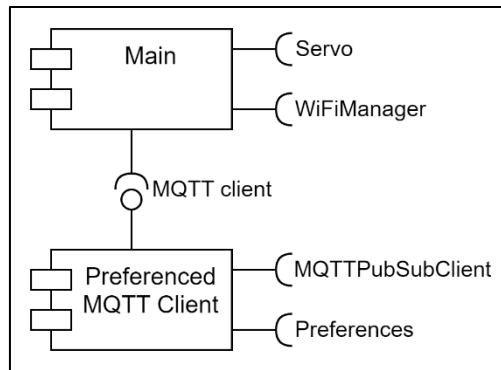 Main
Servo
WiFiManager
MQTT client
Preferenced
MQTT Client
MQTTPubSubClient
Preferences